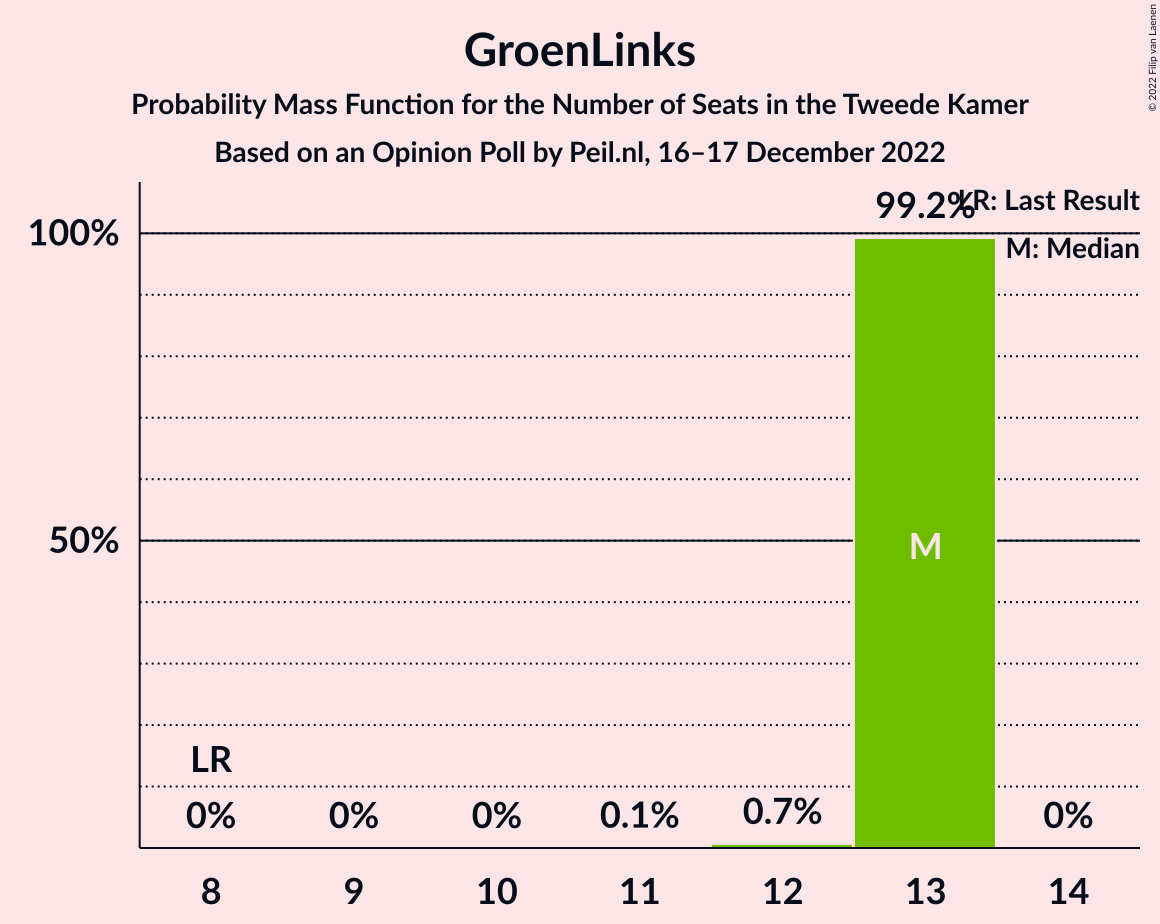 GroenLinks
Probability Mass Function for the Number of Seats in the Tweede Kamer
Based on an Opinion Poll by Peil.nl, 16–17 December 2022
© 2022 Filip van Laenen
LR: Last Result
M: Median
99.2%
100%
50%
M
LR
0%
0%
0%
0.1%
0.7%
0%
8
9
10
11
12
13
14